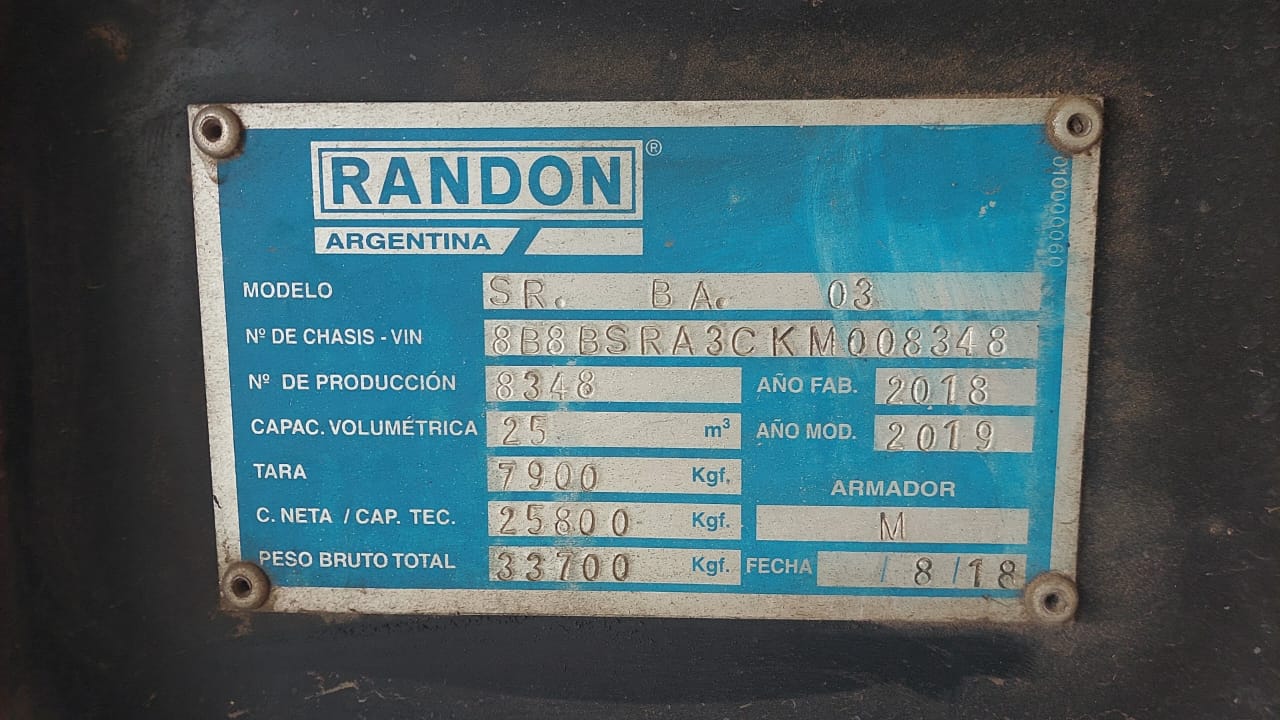 RANDON®
ARGENTINA
MODELO SR. BA. 03
Nº DE CHASIS - VIN 8B8BSRA3CKM008348
Nº DE PRODUCCIÓN 8348 AÑO FAB. 2018
CAPAC. VOLUMÉTRICA 25 m³ AÑO MOD. 2019
TARA 7900 Kgf.
ARMADOR
C. NETA / CAP. TEC. 25800 Kgf. M
PESO BRUTO TOTAL 33700 Kgf. FECHA / 8 / 18
010000060